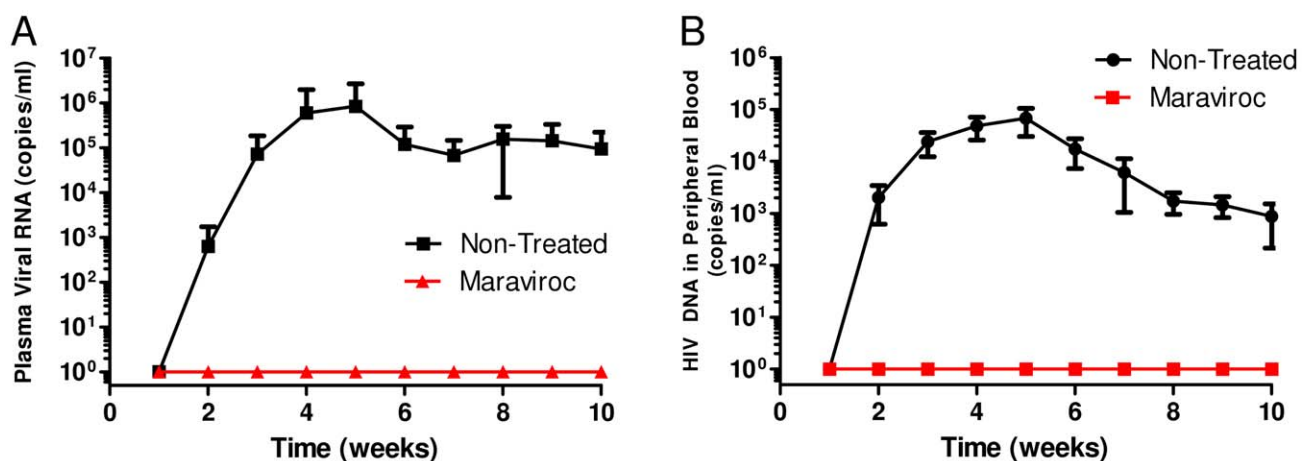 A
Plasma Viral RNA (copies/ml)
10⁷
10⁶
10⁵
10⁴
10³
10²
10¹
10⁰
Non-Treated
Maraviroc
0 2 4 6 8 10
Time (weeks)
B
HIV DNA in Peripheral Blood
(copies/ml)
10⁶
10⁵
10⁴
10³
10²
10¹
10⁰
Non-Treated
Maraviroc
0 2 4 6 8 10
Time (weeks)